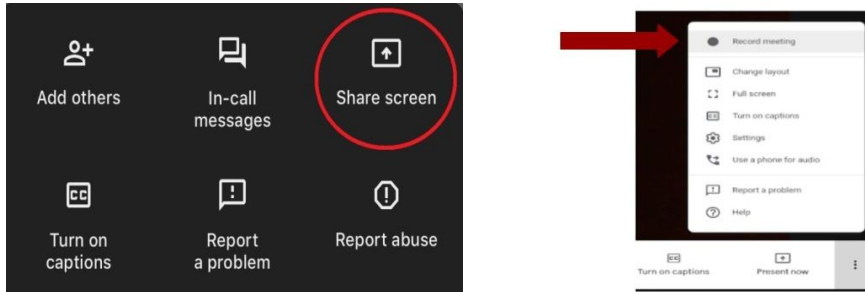 Add others
In-call
messages
Share screen
Turn on
captions
Report
a problem
Report abuse
Record meeting
Change layout
Full screen
Turn on captions
Settings
Use a phone for audio
Report a problem
Help
Turn on captions
Present now